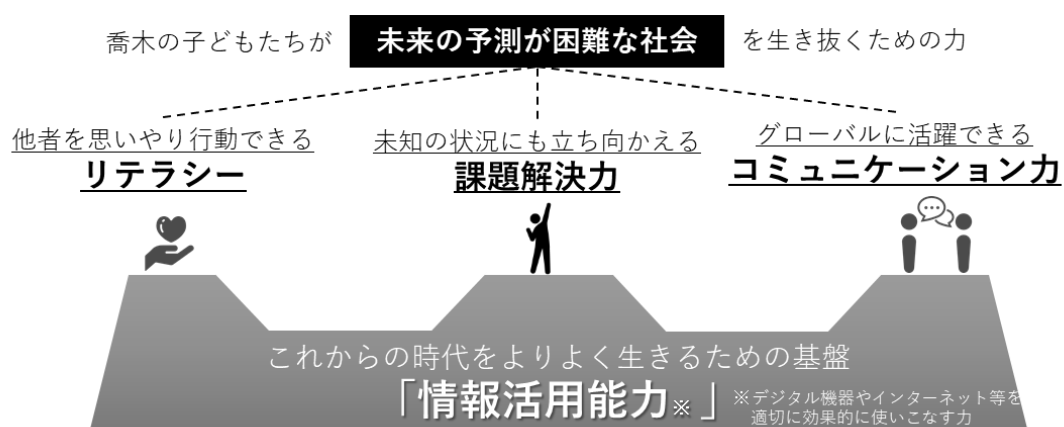 喬木の子どもたちが 未来の予測が困難な社会 を生き抜くための力
他者を思いやり行動できる
リテラシー
未知の状況にも立ち向かえる
課題解決力
グローバルに活躍できる
コミュニケーション力
これからの時代をよりよく生きるための基盤
「情報活用能力※」
※デジタル機器やインターネット等を
適切に効果的に使いこなす力